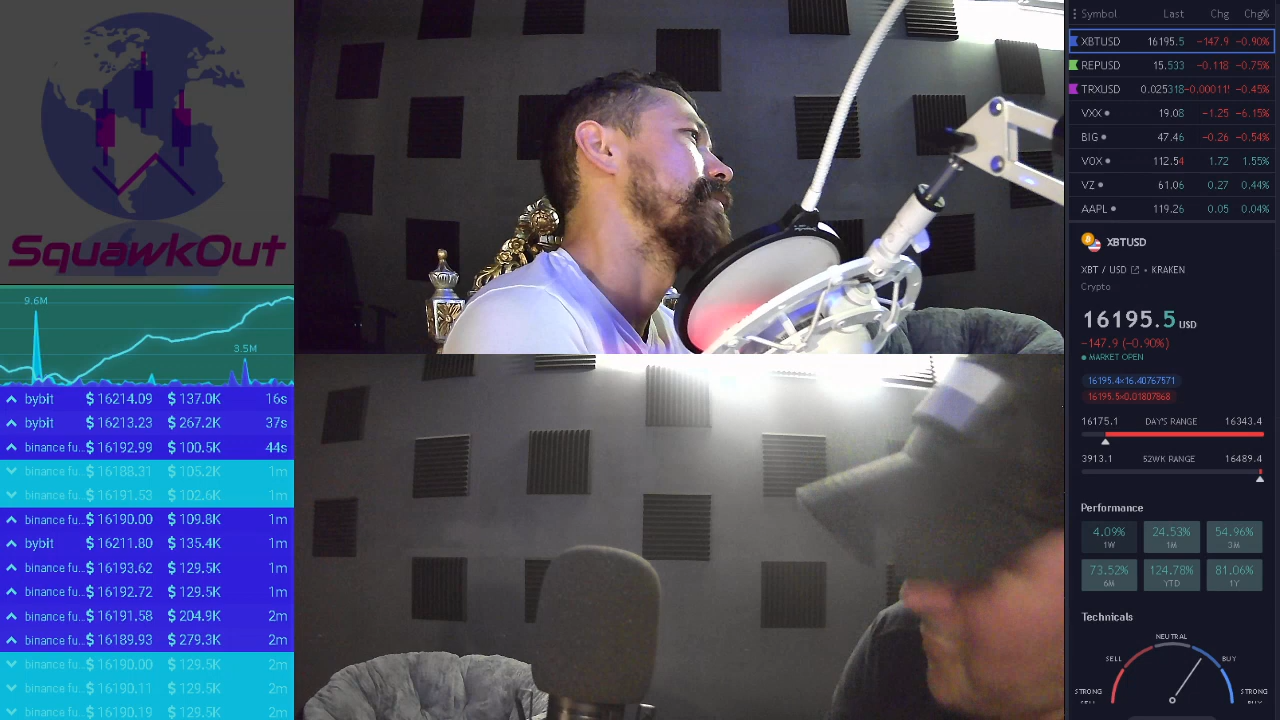 SquawkOut
9.6M
3.5M
bybit $ 16214.09 $ 137.0K 16s
bybit $ 16213.23 $ 267.2K 37s
binance fu... $ 16192.99 $ 100.5K 44s
binance fu... $ 16188.31 $ 105.2K 1m
binance fu... $ 16191.53 $ 102.6K 1m
binance fu... $ 16190.00 $ 109.8K 1m
bybit $ 16211.80 $ 135.4K 1m
binance fu... $ 16193.62 $ 129.5K 1m
binance fu... $ 16192.72 $ 129.5K 1m
binance fu... $ 16191.58 $ 204.9K 2m
binance fu... $ 16189.93 $ 279.3K 2m
binance fu... $ 16190.00 $ 129.5K 2m
binance fu... $ 16190.11 $ 129.5K 2m
binance fu... $ 16190.19 $ 129.5K 2m
Symbol Last Chg Chg%
XBTUSD 16195.5 −147.9 −0.90%
REPUSD 15.533 −0.118 −0.75%
TRXUSD 0.025318 −0.00011! −0.45%
VXX 19.08 −1.25 −6.15%
BIG 47.46 −0.26 −0.54%
VOX 112.54 1.72 1.55%
VZ 61.06 0.27 0.44%
AAPL 119.26 0.05 0.04%
XBTUSD
XBT / USD • KRAKEN
Crypto
16195.5 USD
−147.9 (−0.90%)
MARKET OPEN
16195.4×16.40767571
16195.5×0.01807868
16175.1 DAY'S RANGE 16343.4
3913.1 52WK RANGE 16489.4
Performance
4.09% 24.53% 54.96%
1W 1M 3M
73.52% 124.78% 81.06%
6M YTD 1Y
Technicals
NEUTRAL
SELL BUY
STRONG STRONG
SELL BUY